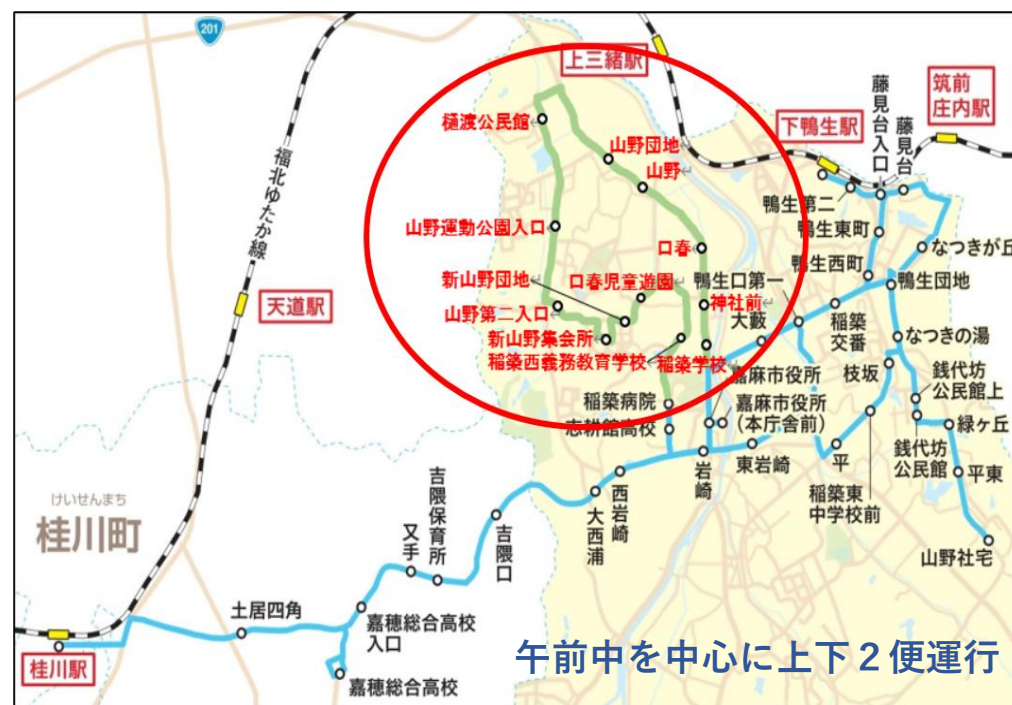 201
上三緒駅
筑前
庄内駅
藤見台入口
藤見台
下鴨生駅
樋渡公民館
山野団地
山野
福北ゆたか線
鴨生第二
鴨生東町
山野運動公園入口
口春
なつきが丘
鴨生西町
新山野団地
口春児童遊園
鴨生口第一
鴨生団地
天道駅
山野第二入口
神社前
大藪
稲築
交番
新山野集会所
なつきの湯
稲築西義務教育学校
稲築学校
嘉麻市役所
枝坂
銭代坊
公民館上
稲築病院
嘉麻市役所
(本庁舎前)
志耕館高校
緑ヶ丘
岩崎
東岩崎
平
銭代坊
公民館
平東
けいせんまち
桂川町
吉隈保育所
又手
吉隈口
西岩崎
大西浦
稲築東
中学校前
山野社宅
土居四角
嘉穂総合高校
入口
桂川駅
嘉穂総合高校
午前中を中心に上下２便運行